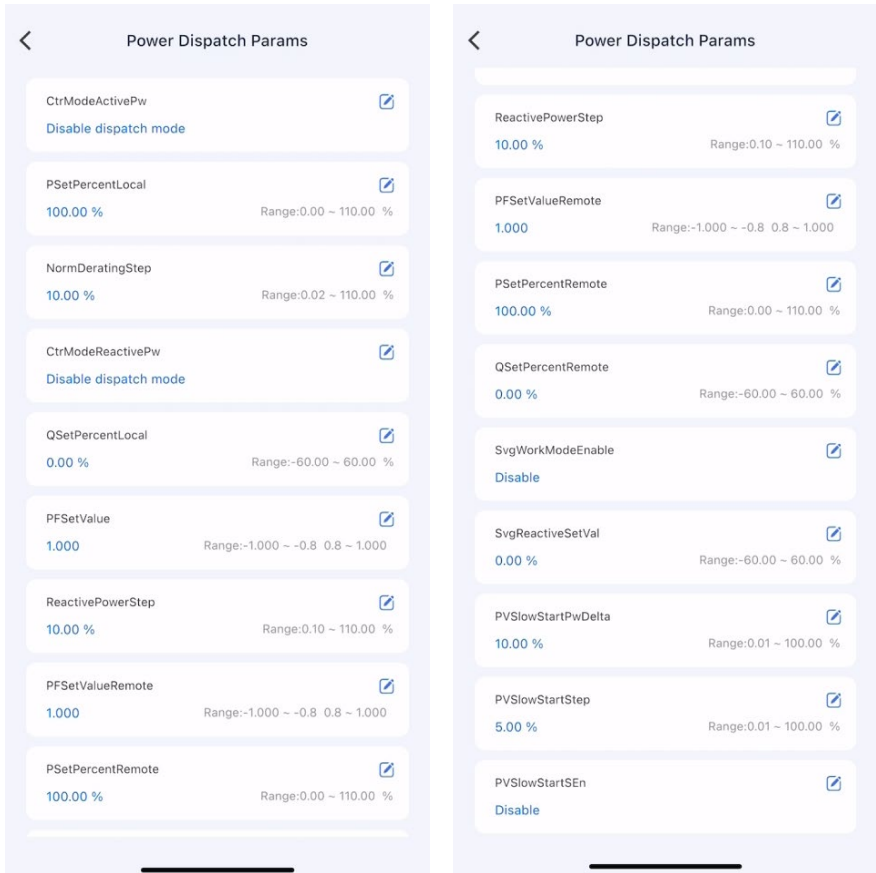 Power Dispatch Params
CtrModeActivePw
Disable dispatch mode
PSetPercentLocal
100.00 % Range:0.00 ~ 110.00 %
NormDeratingStep
10.00 % Range:0.02 ~ 110.00 %
CtrModeReactivePw
Disable dispatch mode
QSetPercentLocal
0.00 % Range:-60.00 ~ 60.00 %
PFSetValue
1.000 Range:-1.000 ~ -0.8 0.8 ~ 1.000
ReactivePowerStep
10.00 % Range:0.10 ~ 110.00 %
PFSetValueRemote
1.000 Range:-1.000 ~ -0.8 0.8 ~ 1.000
PSetPercentRemote
100.00 % Range:0.00 ~ 110.00 %
Power Dispatch Params
ReactivePowerStep
10.00 % Range:0.10 ~ 110.00 %
PFSetValueRemote
1.000 Range:-1.000 ~ -0.8 0.8 ~ 1.000
PSetPercentRemote
100.00 % Range:0.00 ~ 110.00 %
QSetPercentRemote
0.00 % Range:-60.00 ~ 60.00 %
SvgWorkModeEnable
Disable
SvgReactiveSetVal
0.00 % Range:-60.00 ~ 60.00 %
PVSlowStartPwDelta
10.00 % Range:0.01 ~ 100.00 %
PVSlowStartStep
5.00 % Range:0.01 ~ 100.00 %
PVSlowStartSEn
Disable